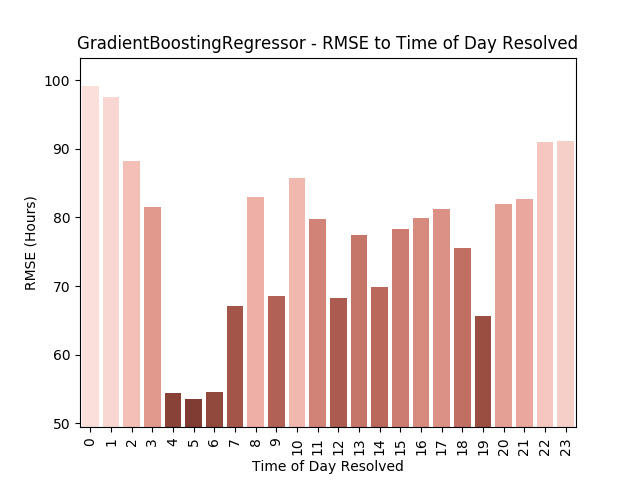 GradientBoostingRegressor - RMSE to Time of Day Resolved
100
90
80
70
60
50
RMSE (Hours)
0 1 2 3 4 5 6 7 8 9 10 11 12 13 14 15 16 17 18 19 20 21 22 23
Time of Day Resolved